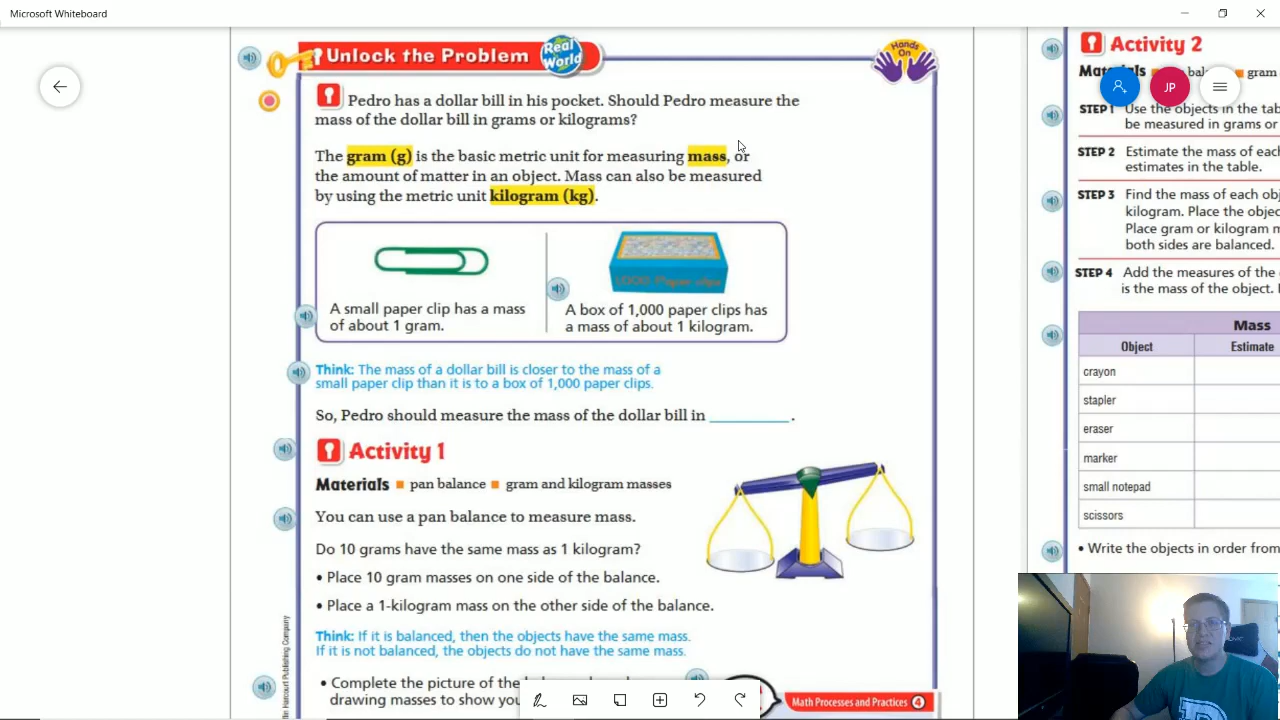 Microsoft Whiteboard
Unlock the Problem
Real World
Hands On
Pedro has a dollar bill in his pocket. Should Pedro measure the
mass of the dollar bill in grams or kilograms?
The gram (g) is the basic metric unit for measuring mass, or
the amount of matter in an object. Mass can also be measured
by using the metric unit kilogram (kg).
1,000 Paper clips
A small paper clip has a mass
of about 1 gram.
A box of 1,000 paper clips has
a mass of about 1 kilogram.
Think: The mass of a dollar bill is closer to the mass of a
small paper clip than it is to a box of 1,000 paper clips.
So, Pedro should measure the mass of the dollar bill in __________ .
Activity 1
Materials ■ pan balance ■ gram and kilogram masses
You can use a pan balance to measure mass.
Do 10 grams have the same mass as 1 kilogram?
• Place 10 gram masses on one side of the balance.
• Place a 1-kilogram mass on the other side of the balance.
Think: If it is balanced, then the objects have the same mass.
If it is not balanced, the objects do not have the same mass.
• Complete the picture of the
drawing masses to show
Harcourt Publishing Company
Math Processes and Practices 4
Activity 2
JP
gram
STEP 1 Use the objects in the
be measured in grams or
STEP 2 Estimate the mass of
estimates in the table.
STEP 3 Find the mass of each
kilogram. Place the
Place gram or kilogram
both sides are balanced.
STEP 4 Add the measures of the
is the mass of the object.
Mass
Object Estimate
crayon
stapler
eraser
marker
small notepad
scissors
• Write the objects in order from